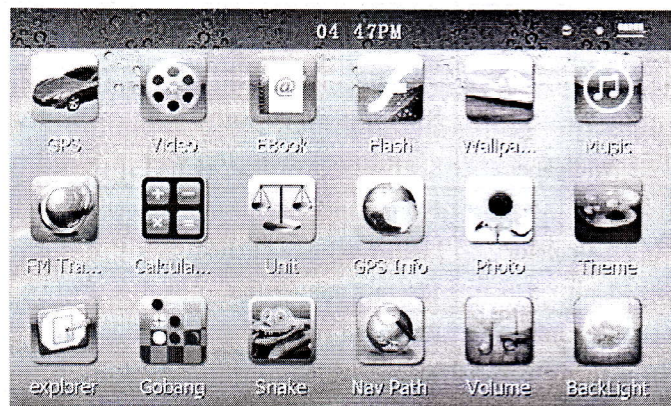 04 47PM
GPS Video EBook Flash Wallpa... Music
FM Tra... Calcula... Unit GPS Info Photo Theme
explorer Gobang Snake Nav Path Volume BackLight